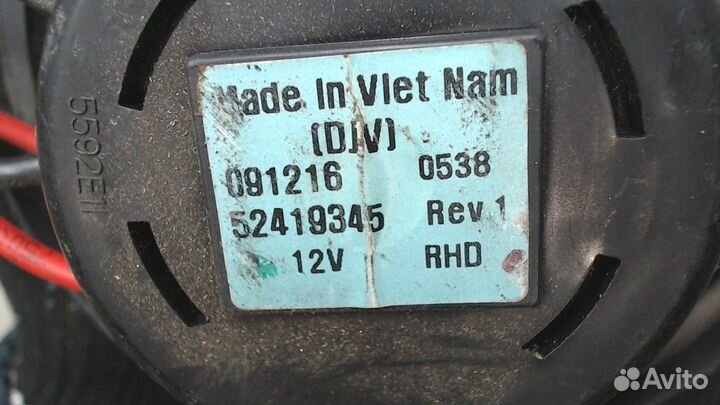 Made In Viet Nam
(DJV)
091216 0538
52419345 Rev 1
12V RHD
5592E11
Avito